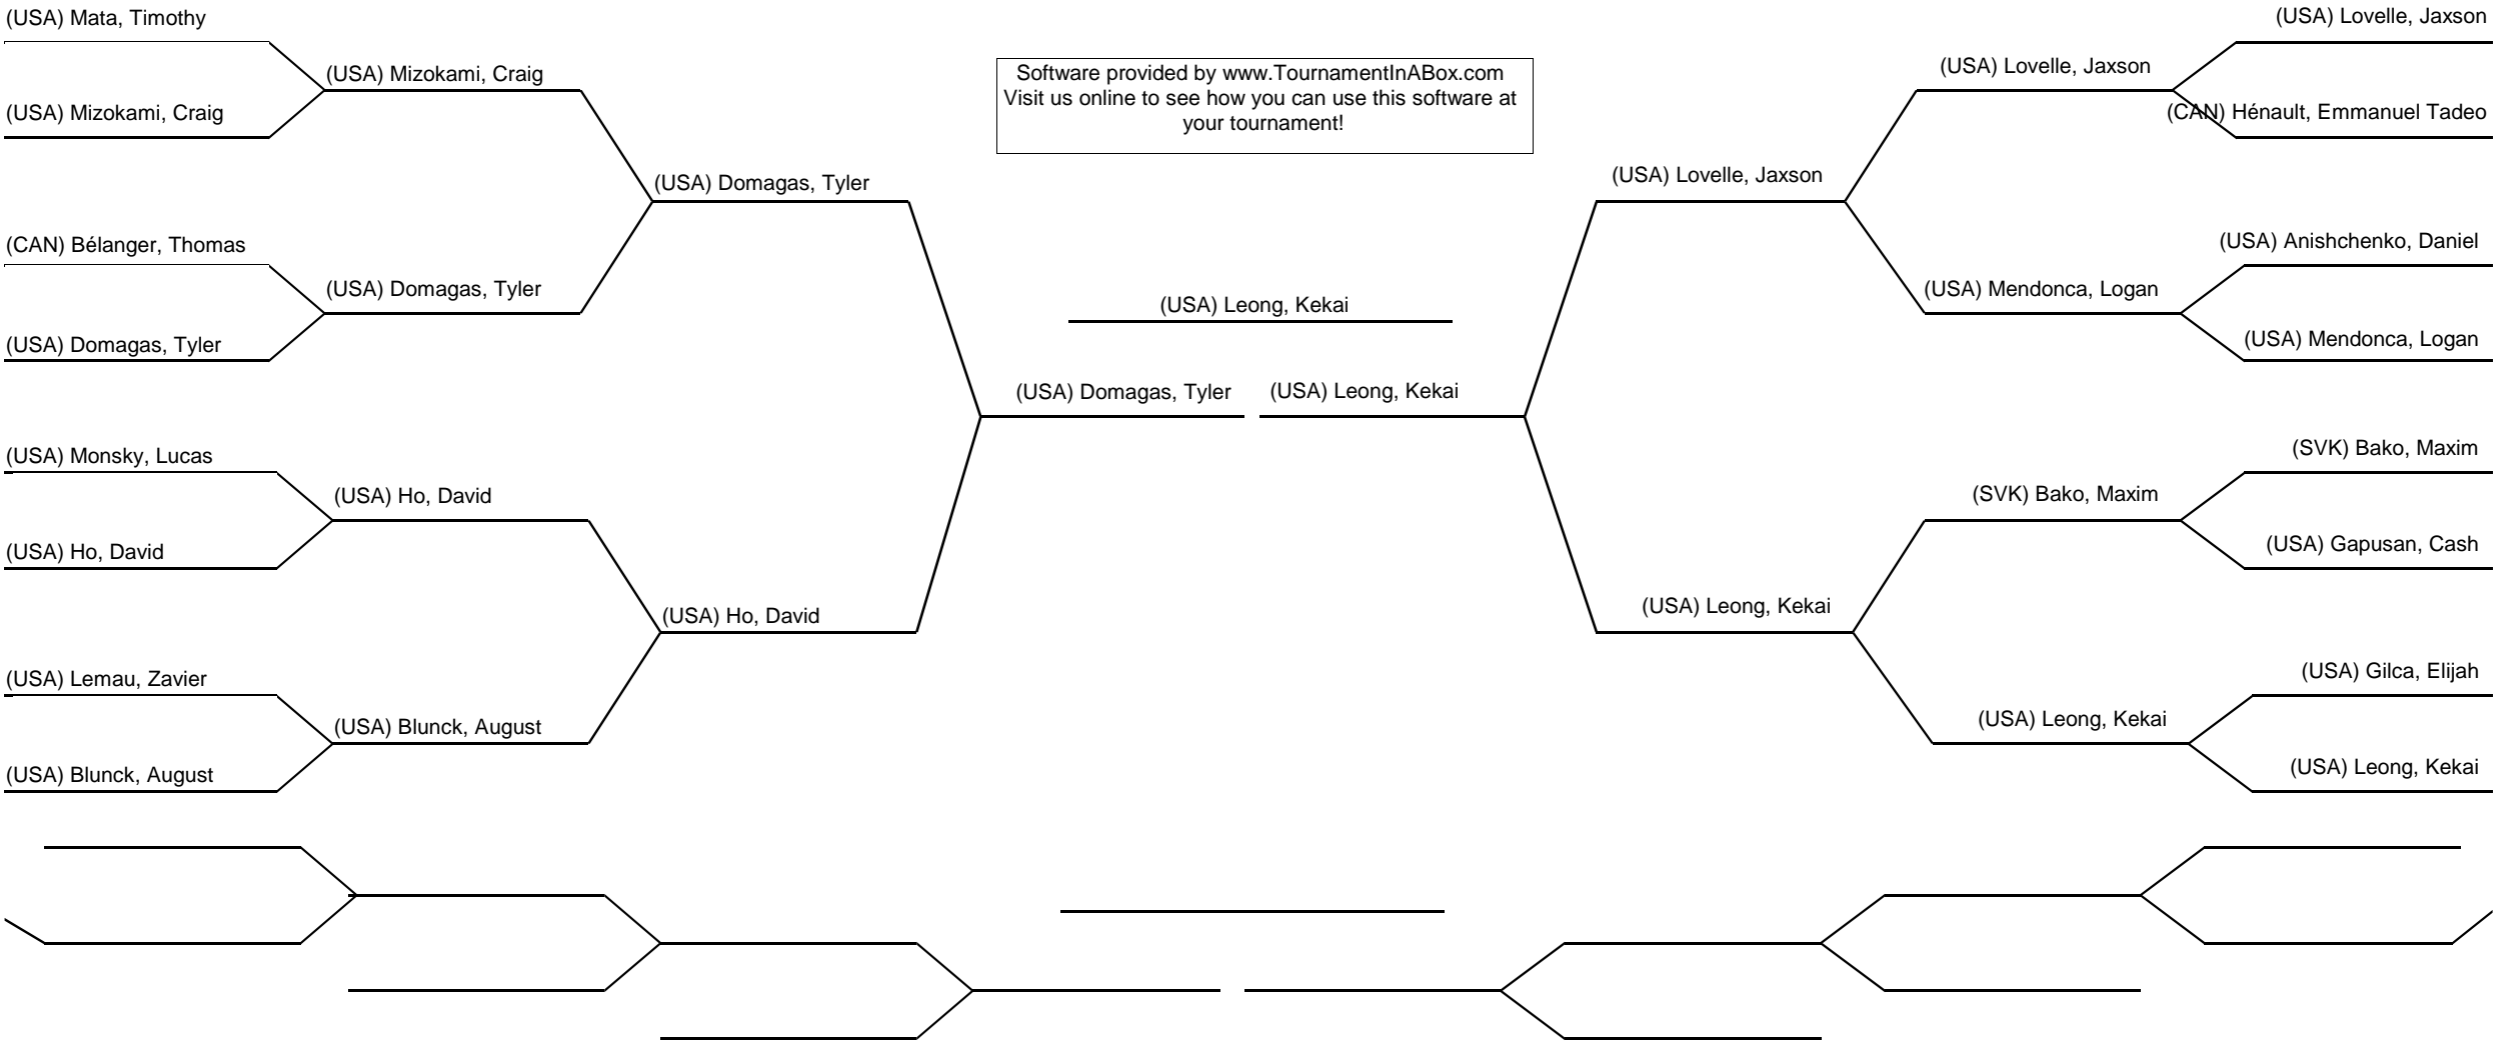 (USA) Mata, Timothy
(USA) Mizokami, Craig
(USA) Mizokami, Craig
(CAN) Bélanger, Thomas
(USA) Domagas, Tyler
(USA) Domagas, Tyler
(USA) Domagas, Tyler
(USA) Monsky, Lucas
(USA) Ho, David
(USA) Ho, David
(USA) Ho, David
(USA) Lemau, Zavier
(USA) Blunck, August
(USA) Blunck, August
Software provided by www.TournamentInABox.com
Visit us online to see how you can use this software at
your tournament!
(USA) Leong, Kekai
(USA) Domagas, Tyler
(USA) Leong, Kekai
(USA) Lovelle, Jaxson
(USA) Lovelle, Jaxson
(CAN) Hénault, Emmanuel Tadeo
(USA) Lovelle, Jaxson
(USA) Anishchenko, Daniel
(USA) Mendonca, Logan
(USA) Mendonca, Logan
(SVK) Bako, Maxim
(SVK) Bako, Maxim
(USA) Gapusan, Cash
(USA) Leong, Kekai
(USA) Gilca, Elijah
(USA) Leong, Kekai
(USA) Leong, Kekai